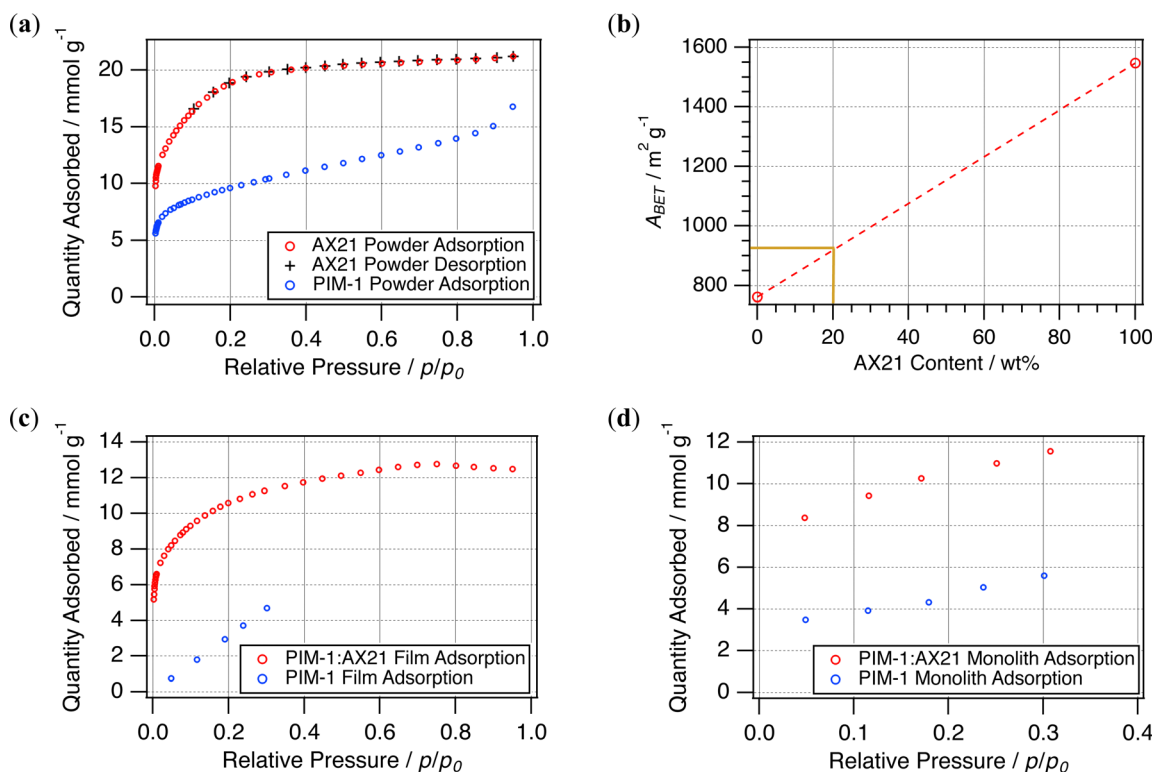 (a)
Quantity Adsorbed / mmol g-1
20
15
10
5
0
AX21 Powder Adsorption
AX21 Powder Desorption
PIM-1 Powder Adsorption
0.0 0.2 0.4 0.6 0.8 1.0
Relative Pressure / p/p0
(b)
ABET / m2 g-1
1600
1400
1200
1000
800
0 20 40 60 80 100
AX21 Content / wt%
(c)
Quantity Adsorbed / mmol g-1
14
12
10
8
6
4
2
0
PIM-1:AX21 Film Adsorption
PIM-1 Film Adsorption
0.0 0.2 0.4 0.6 0.8 1.0
Relative Pressure / p/p0
(d)
Quantity Adsorbed / mmol g-1
12
10
8
6
4
2
0
PIM-1:AX21 Monolith Adsorption
PIM-1 Monolith Adsorption
0.0 0.1 0.2 0.3 0.4
Relative Pressure / p/p0